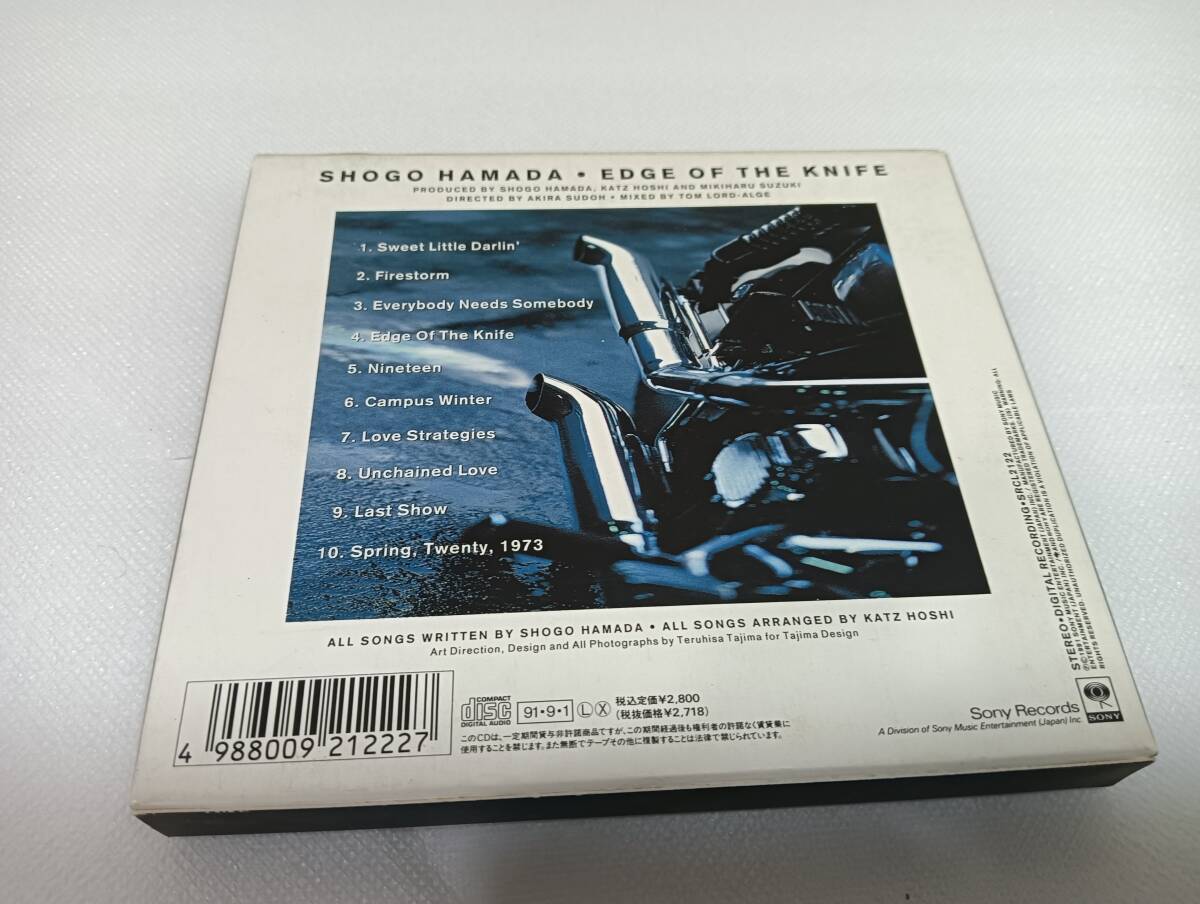 SHOGO HAMADA • EDGE OF THE KNIFE
PRODUCED BY SHOGO HAMADA, KATZ HOSHI AND MIKIHARU SUZUKI
DIRECTED BY AKIRA SUDOH • MIXED BY TOM LORD-ALGE
1. Sweet Little Darlin'
2. Firestorm
3. Everybody Needs Somebody
4. Edge Of The Knife
5. Nineteen
6. Campus Winter
7. Love Strategies
8. Unchained Love
9. Last Show
10. Spring, Twenty, 1973
ALL SONGS WRITTEN BY SHOGO HAMADA • ALL SONGS ARRANGED BY KATZ HOSHI
Art Direction, Design and All Photographs by Teruhisa Tajima for Tajima Design
4 988009 212227
COMPACT
disc
DIGITAL AUDIO
91・9・1 Ⓛ Ⓧ
税込定価¥2,800
(税抜価格¥2,718)
このCDは、一定期間貸与非許諾商品ですが、この期間経過後も権利者の許諾なく賃貸業に
使用することを禁じます。また無断でテープその他に複製することは法律で禁じられています。
Sony Records
A Division of Sony Music Entertainment (Japan) Inc
SONY
STEREO•DIGITAL RECORDING•SRCL2122
RIGHTS RESERVED.